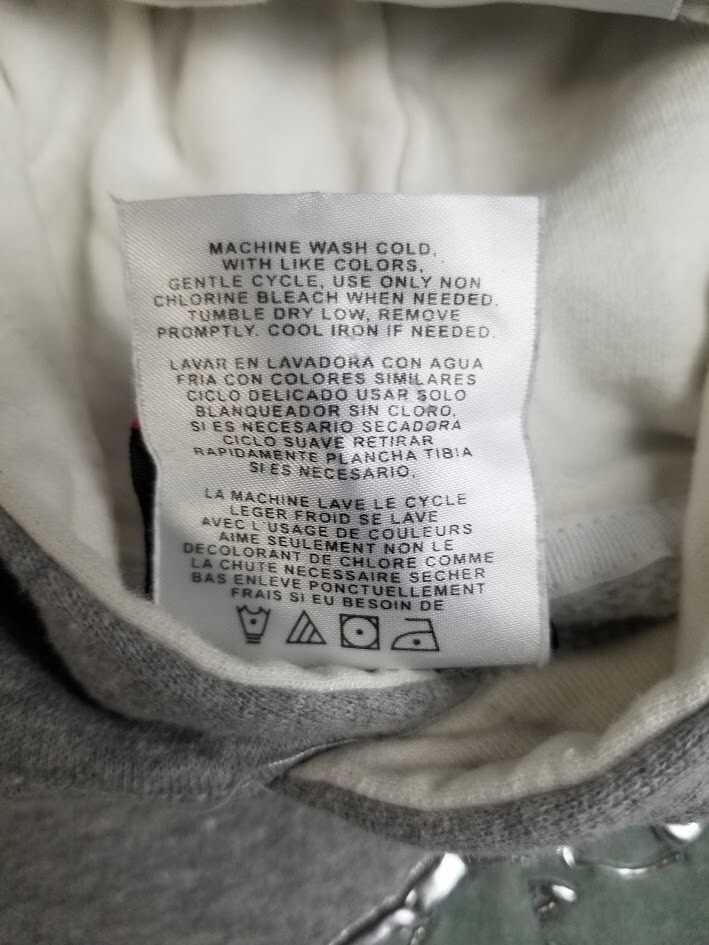 MACHINE WASH COLD,
WITH LIKE COLORS,
GENTLE CYCLE, USE ONLY NON
CHLORINE BLEACH WHEN NEEDED.
TUMBLE DRY LOW, REMOVE
PROMPTLY. COOL IRON IF NEEDED.
LAVAR EN LAVADORA CON AGUA
FRIA CON COLORES SIMILARES
CICLO DELICADO USAR SOLO
BLANQUEADOR SIN CLORO.
SI ES NECESARIO SECADORA
CICLO SUAVE RETIRAR
RAPIDAMENTE PLANCHA TIBIA
SI ES NECESARIO.
LA MACHINE LAVE LE CYCLE
LEGER FROID SE LAVE
AVEC L'USAGE DE COULEURS
AIME SEULEMENT NON LE
DECOLORANT DE CHLORE COMME
LA CHUTE NECESSAIRE SECHER
BAS ENLEVE PONCTUELLEMENT
FRAIS SI EU BESOIN DE